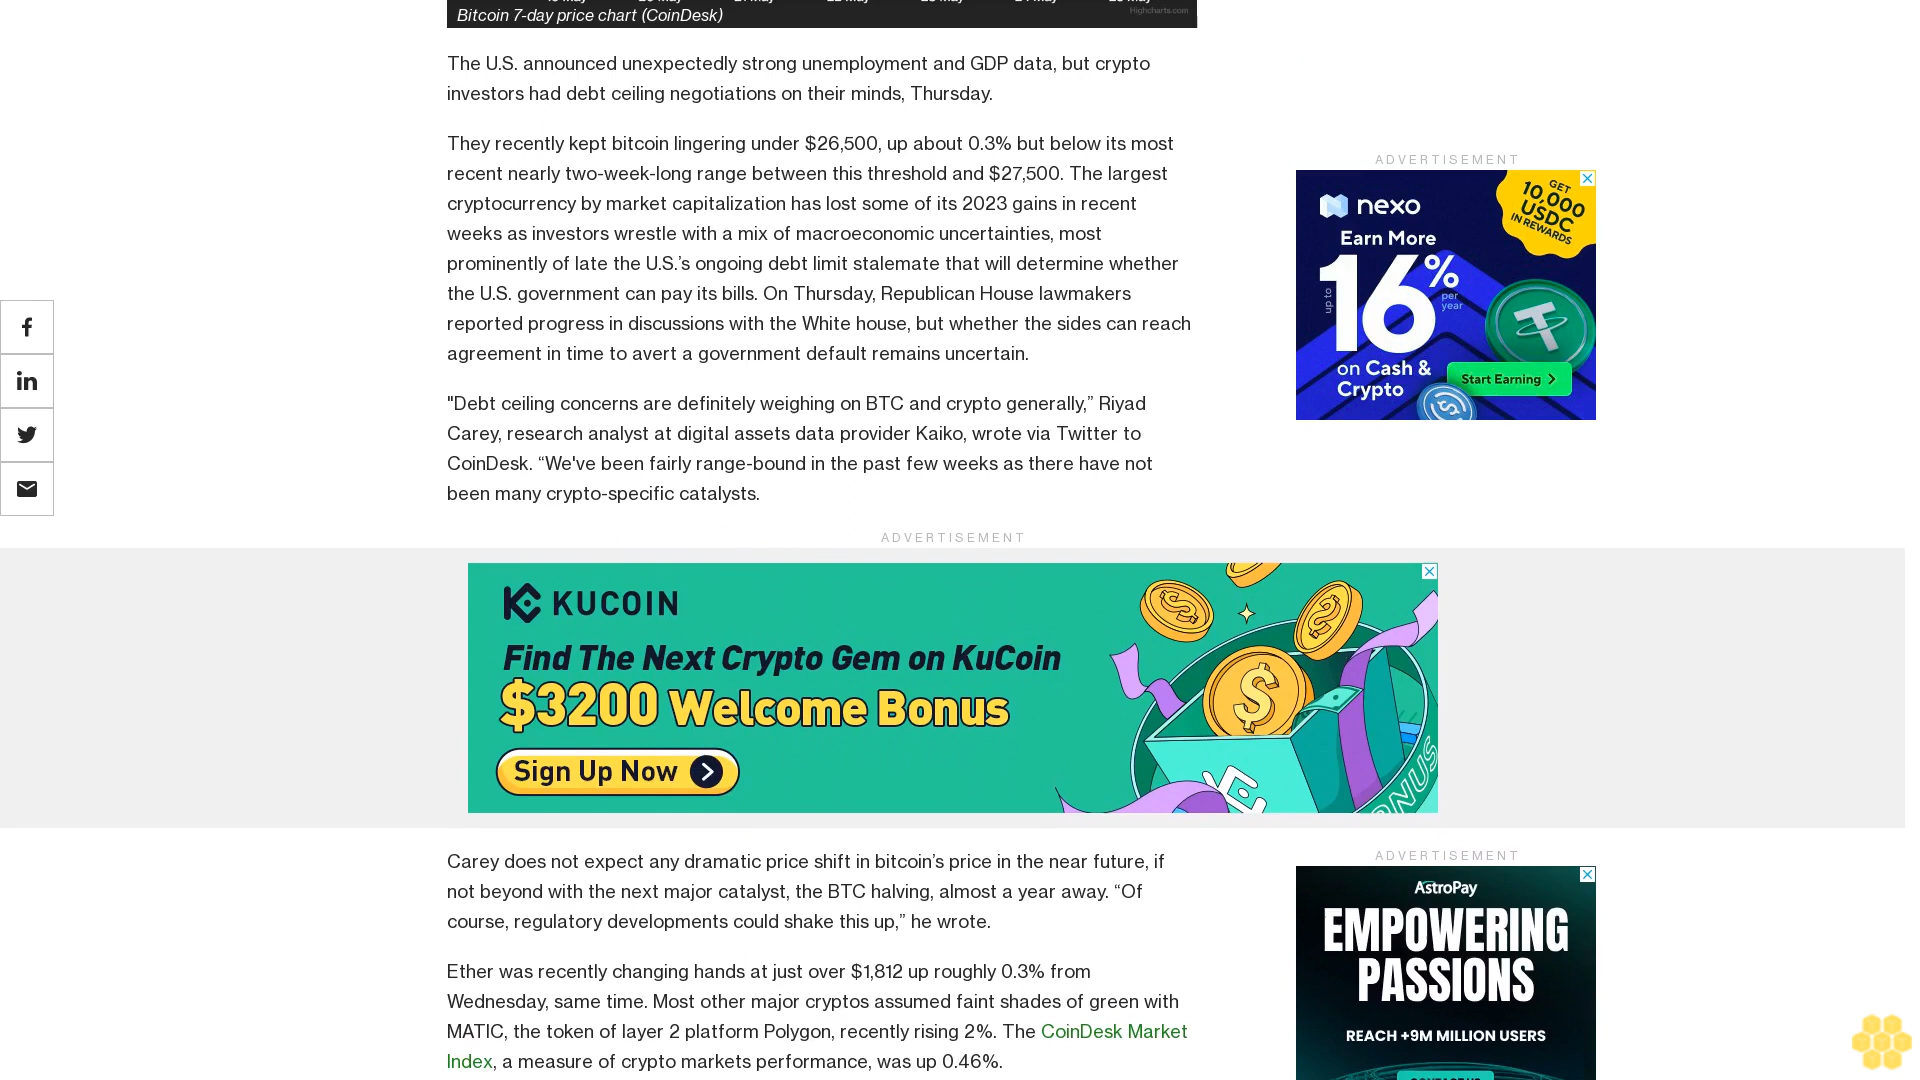 Bitcoin 7-day price chart (CoinDesk)
Highcharts.com
The U.S. announced unexpectedly strong unemployment and GDP data, but crypto
investors had debt ceiling negotiations on their minds, Thursday.
They recently kept bitcoin lingering under $26,500, up about 0.3% but below its most
recent nearly two-week-long range between this threshold and $27,500. The largest
cryptocurrency by market capitalization has lost some of its 2023 gains in recent
weeks as investors wrestle with a mix of macroeconomic uncertainties, most
prominently of late the U.S.’s ongoing debt limit stalemate that will determine whether
the U.S. government can pay its bills. On Thursday, Republican House lawmakers
reported progress in discussions with the White house, but whether the sides can reach
agreement in time to avert a government default remains uncertain.
"Debt ceiling concerns are definitely weighing on BTC and crypto generally,” Riyad
Carey, research analyst at digital assets data provider Kaiko, wrote via Twitter to
CoinDesk. “We've been fairly range-bound in the past few weeks as there have not
been many crypto-specific catalysts.
ADVERTISEMENT
nexo
GET
10,000
USDC
IN REWARDS
Earn More
up to
16%
per
year
on Cash &
Crypto
Start Earning
ADVERTISEMENT
KUCOIN
Find The Next Crypto Gem on KuCoin
$3200 Welcome Bonus
Sign Up Now
Carey does not expect any dramatic price shift in bitcoin’s price in the near future, if
not beyond with the next major catalyst, the BTC halving, almost a year away. “Of
course, regulatory developments could shake this up,” he wrote.
Ether was recently changing hands at just over $1,812 up roughly 0.3% from
Wednesday, same time. Most other major cryptos assumed faint shades of green with
MATIC, the token of layer 2 platform Polygon, recently rising 2%. The CoinDesk Market
Index, a measure of crypto markets performance, was up 0.46%.
ADVERTISEMENT
AstroPay
EMPOWERING
PASSIONS
REACH +9M MILLION USERS